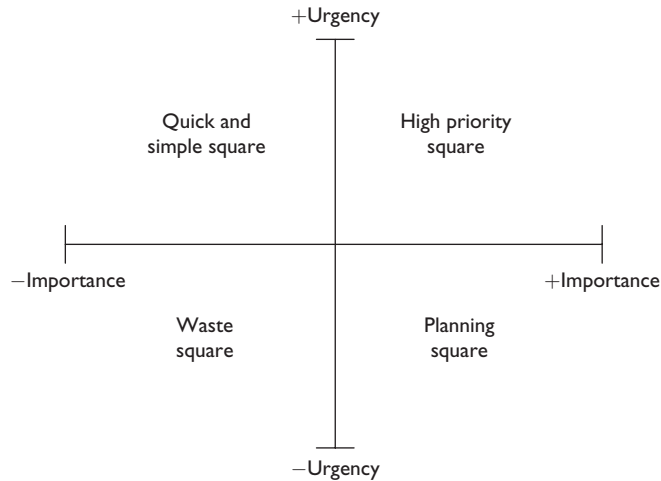 +Urgency
Quick and
simple square
High priority
square
−Importance
+Importance
Waste
square
Planning
square
−Urgency